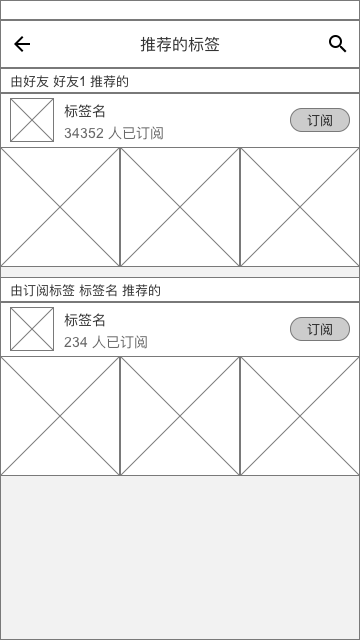 推荐的标签
由好友 好友1 推荐的
标签名
34352 人已订阅
订阅
由订阅标签 标签名 推荐的
标签名
234 人已订阅
订阅